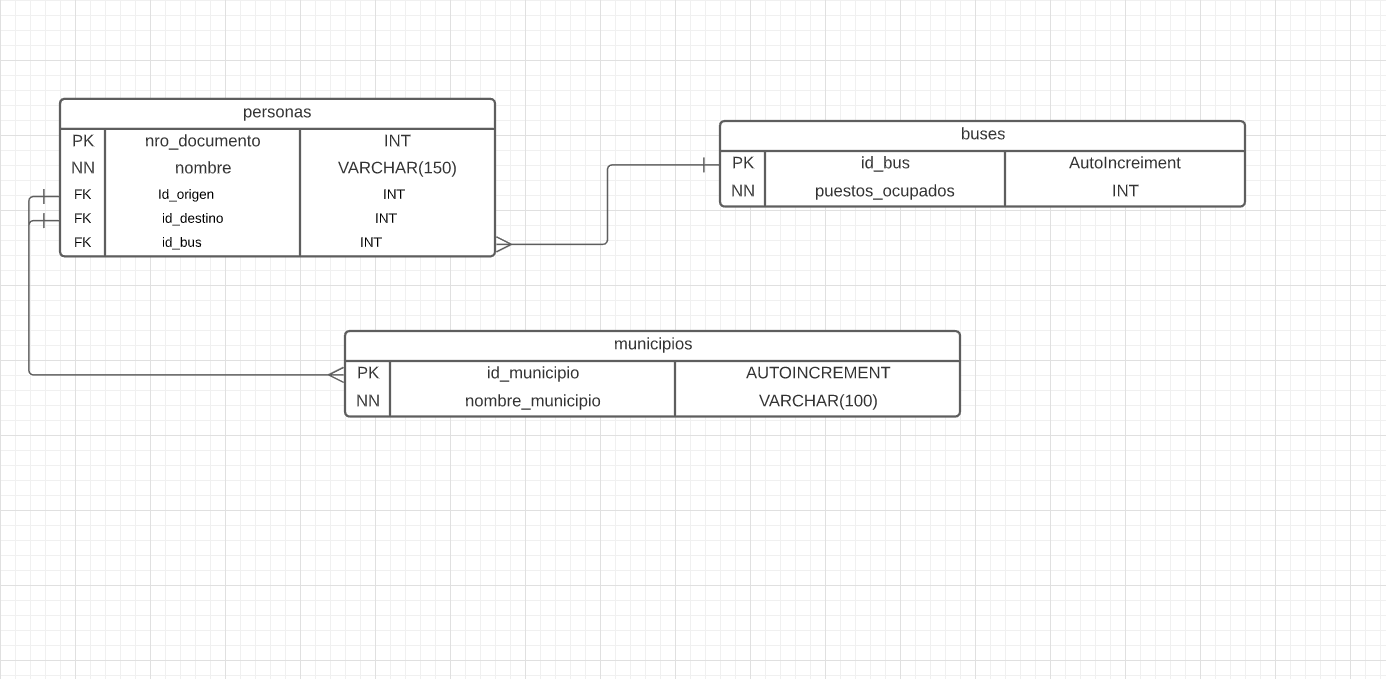 personas
PK nro_documento INT
NN nombre VARCHAR(150)
FK Id_origen INT
FK id_destino INT
FK id_bus INT
buses
PK id_bus AutoIncreiment
NN puestos_ocupados INT
municipios
PK id_municipio AUTOINCREMENT
NN nombre_municipio VARCHAR(100)